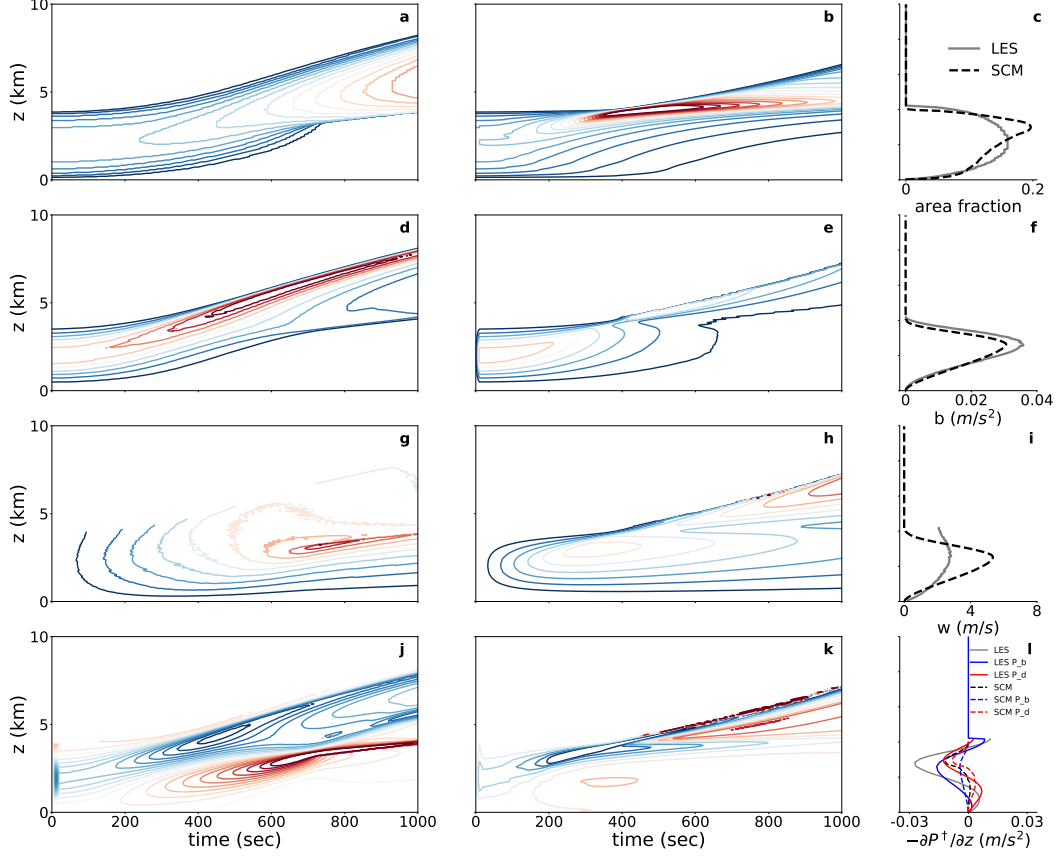 10
a
b
c
LES
SCM
z (km)
5
0
0
0.2
area fraction
10
d
e
f
z (km)
5
0
0
0.02
0.04
b (m/s²)
10
g
h
i
z (km)
5
0
0
4
8
w (m/s)
10
j
k
l
LES
LES P_b
LES P_d
SCM
SCM P_b
SCM P_d
z (km)
5
0
0 200 400 600 800 1000
0 200 400 600 800 1000
-0.03 0 0.03
time (sec)
time (sec)
−∂P†/∂z (m/s²)